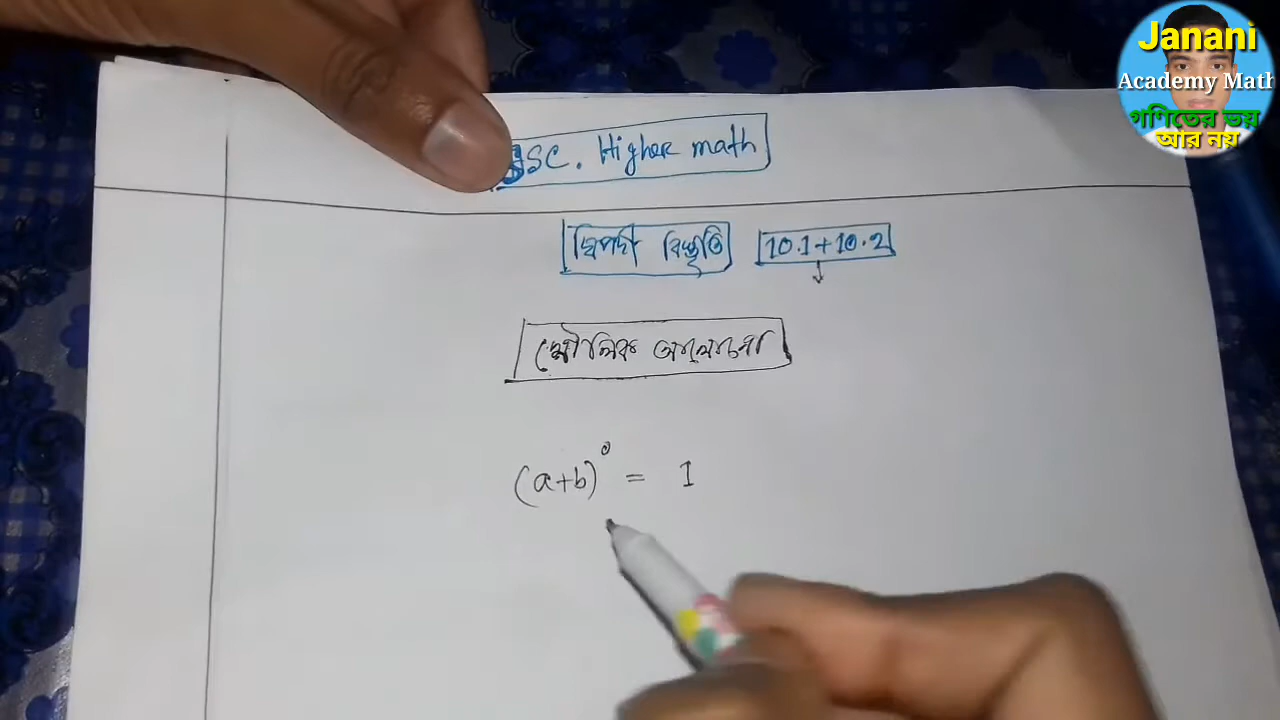 Janani
Academy Math
গণিতের ভয়
আর নয়
SSC. Higher math
দ্বিপদী বিস্তৃতি 10.1+10.2
মৌলিক আলোচনা
(a+b)⁰ = 1